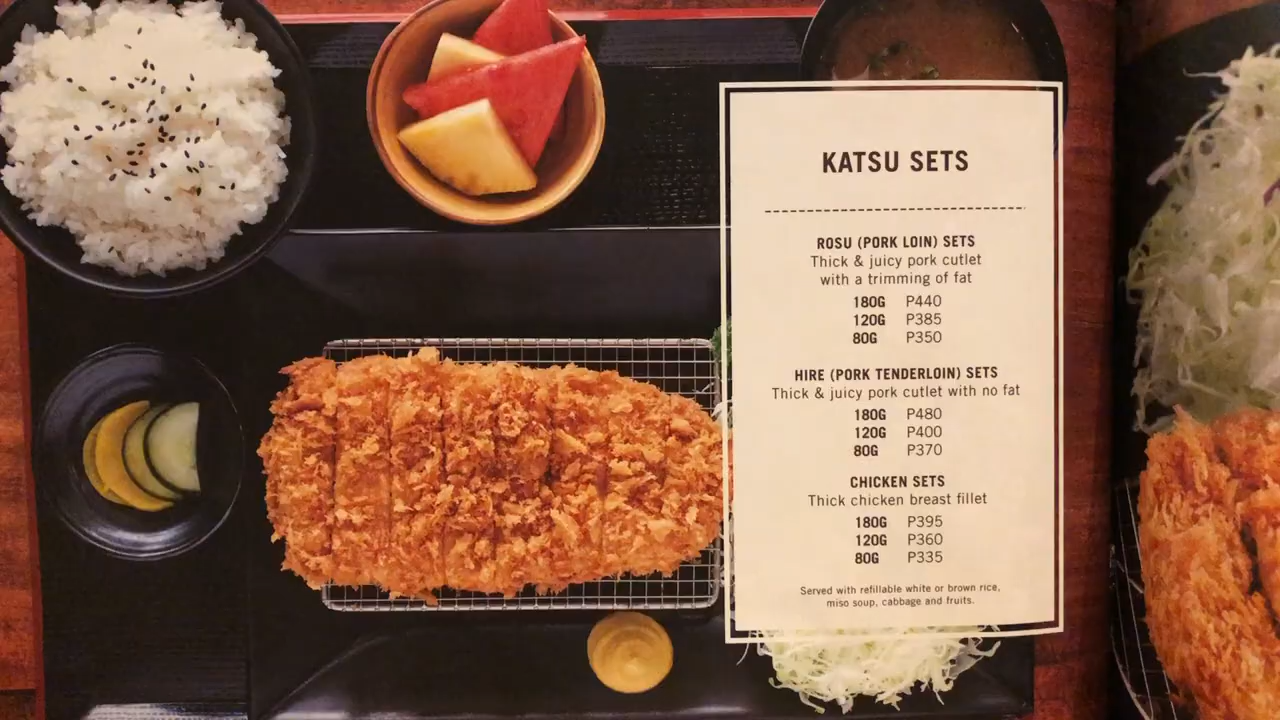 KATSU SETS
ROSU (PORK LOIN) SETS
Thick & juicy pork cutlet
with a trimming of fat
180G P440
120G P385
80G P350
HIRE (PORK TENDERLOIN) SETS
Thick & juicy pork cutlet with no fat
180G P480
120G P400
80G P370
CHICKEN SETS
Thick chicken breast fillet
180G P395
120G P360
80G P335
Served with refillable white or brown rice,
miso soup, cabbage and fruits.